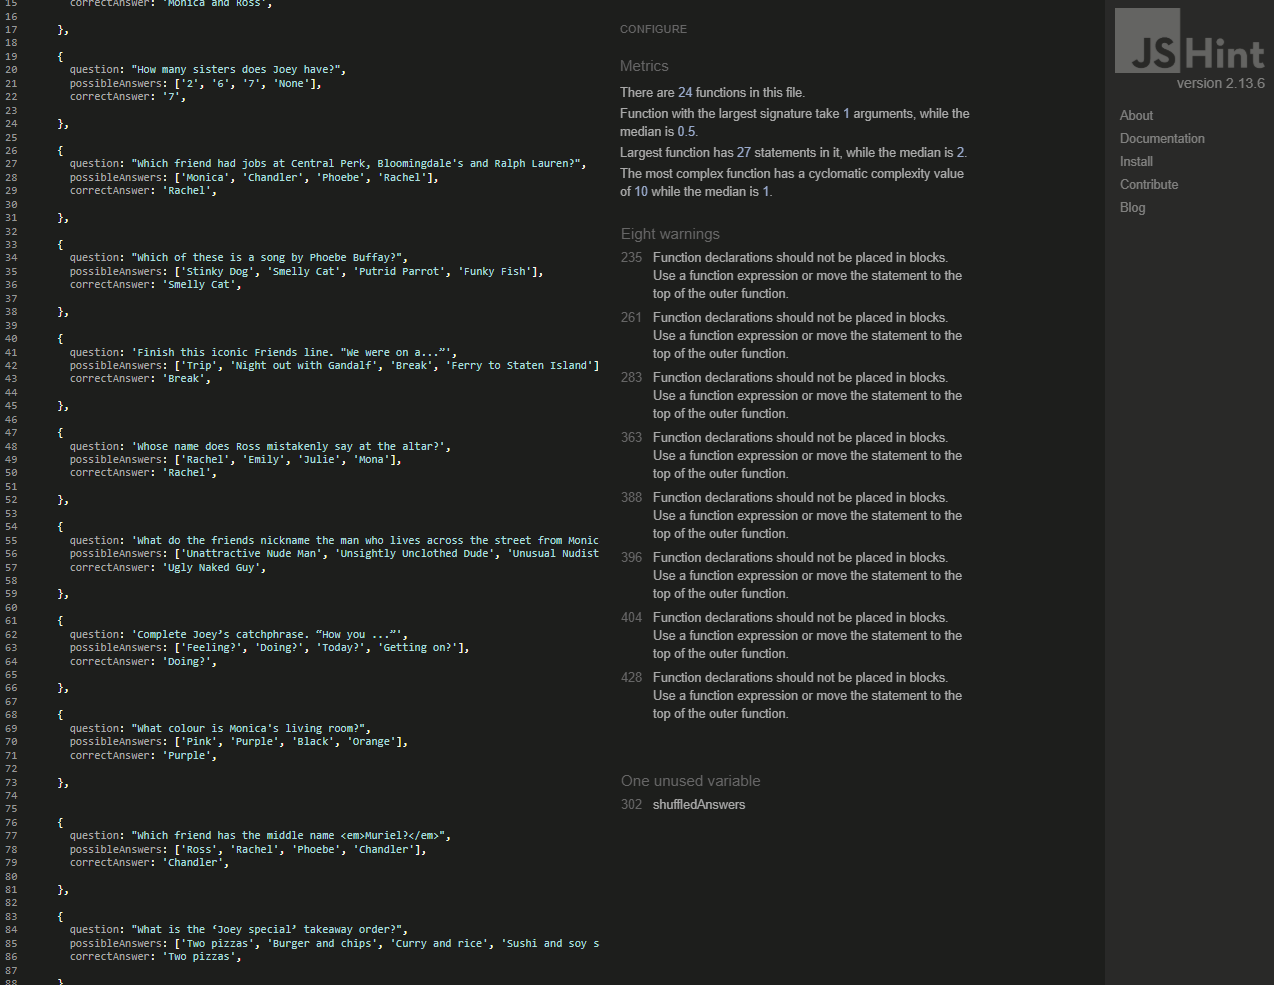 15 correctAnswer: 'Monica and Ross',
16
17 },
18
19 {
20 question: "How many sisters does Joey have?",
21 possibleAnswers: ['2', '6', '7', 'None'],
22 correctAnswer: '7',
23
24 },
25
26 {
27 question: "Which friend had jobs at Central Perk, Bloomingdale's and Ralph Lauren?",
28 possibleAnswers: ['Monica', 'Chandler', 'Phoebe', 'Rachel'],
29 correctAnswer: 'Rachel',
30
31 },
32
33 {
34 question: "Which of these is a song by Phoebe Buffay?",
35 possibleAnswers: ['Stinky Dog', 'Smelly Cat', 'Putrid Parrot', 'Funky Fish'],
36 correctAnswer: 'Smelly Cat',
37
38 },
39
40 {
41 question: 'Finish this iconic Friends line. "We were on a...”',
42 possibleAnswers: ['Trip', 'Night out with Gandalf', 'Break', 'Ferry to Staten Island']
43 correctAnswer: 'Break',
44
45 },
46
47 {
48 question: 'Whose name does Ross mistakenly say at the altar?',
49 possibleAnswers: ['Rachel', 'Emily', 'Julie', 'Mona'],
50 correctAnswer: 'Rachel',
51
52 },
53
54 {
55 question: 'What do the friends nickname the man who lives across the street from Monic
56 possibleAnswers: ['Unattractive Nude Man', 'Unsightly Unclothed Dude', 'Unusual Nudist
57 correctAnswer: 'Ugly Naked Guy',
58
59 },
60
61 {
62 question: 'Complete Joey’s catchphrase. “How you ...”',
63 possibleAnswers: ['Feeling?', 'Doing?', 'Today?', 'Getting on?'],
64 correctAnswer: 'Doing?',
65
66 },
67
68 {
69 question: "What colour is Monica's living room?",
70 possibleAnswers: ['Pink', 'Purple', 'Black', 'Orange'],
71 correctAnswer: 'Purple',
72
73 },
74
75
76 {
77 question: "Which friend has the middle name <em>Muriel?</em>",
78 possibleAnswers: ['Ross', 'Rachel', 'Phoebe', 'Chandler'],
79 correctAnswer: 'Chandler',
80
81 },
82
83 {
84 question: "What is the ‘Joey special’ takeaway order?",
85 possibleAnswers: ['Two pizzas', 'Burger and chips', 'Curry and rice', 'Sushi and soy s
86 correctAnswer: 'Two pizzas',
87
88 }
CONFIGURE
Metrics
There are 24 functions in this file.
Function with the largest signature take 1 arguments, while the
median is 0.5.
Largest function has 27 statements in it, while the median is 2.
The most complex function has a cyclomatic complexity value
of 10 while the median is 1.
Eight warnings
235 Function declarations should not be placed in blocks.
Use a function expression or move the statement to the
top of the outer function.
261 Function declarations should not be placed in blocks.
Use a function expression or move the statement to the
top of the outer function.
283 Function declarations should not be placed in blocks.
Use a function expression or move the statement to the
top of the outer function.
363 Function declarations should not be placed in blocks.
Use a function expression or move the statement to the
top of the outer function.
388 Function declarations should not be placed in blocks.
Use a function expression or move the statement to the
top of the outer function.
396 Function declarations should not be placed in blocks.
Use a function expression or move the statement to the
top of the outer function.
404 Function declarations should not be placed in blocks.
Use a function expression or move the statement to the
top of the outer function.
428 Function declarations should not be placed in blocks.
Use a function expression or move the statement to the
top of the outer function.
One unused variable
302 shuffledAnswers
JSHint
version 2.13.6
About
Documentation
Install
Contribute
Blog